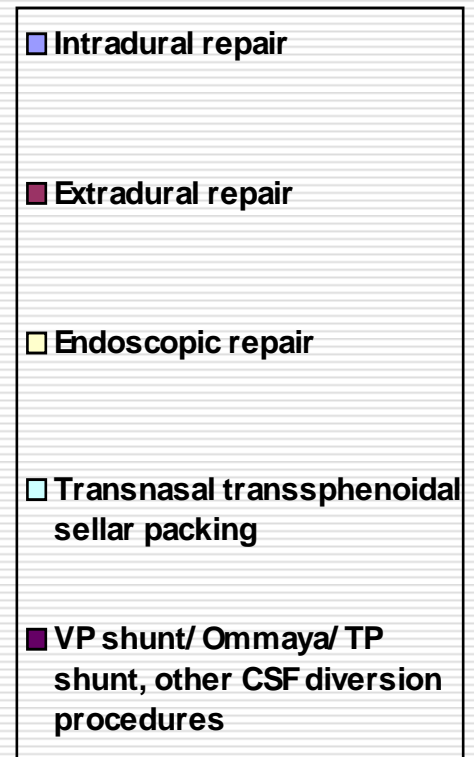 Intradural repair
Extradural repair
Endoscopic repair
Transnasal transsphenoidal
sellar packing
VP shunt/ Ommaya/ TP
shunt, other CSF diversion
procedures